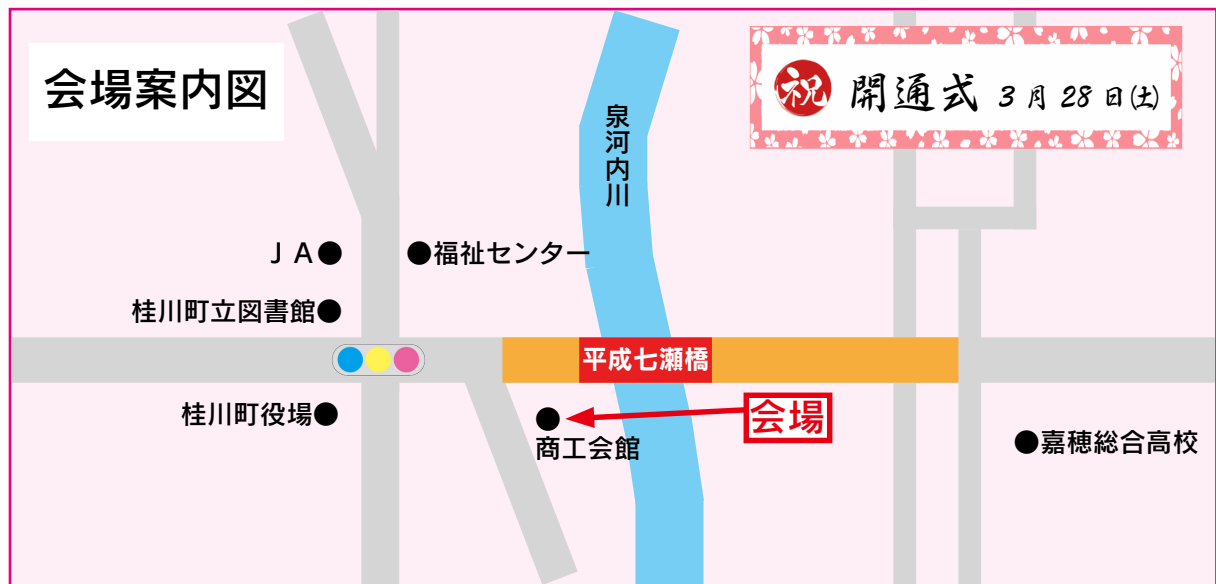 会場案内図
祝 開通式 3月28日(土)
泉河内川
JA●
●福祉センター
桂川町立図書館●
平成七瀬橋
桂川町役場●
会場
商工会館
●嘉穂総合高校